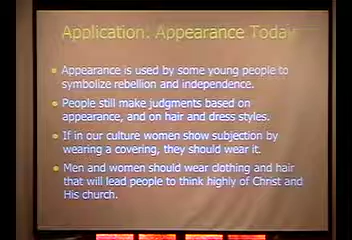 Application: Appearance Today
Appearance is used by some young people to
symbolize rebellion and independence.
People still make judgments based on
appearance, and on hair and dress styles.
If in our culture women show subjection by
wearing a covering, they should wear it.
Men and women should wear clothing and hair
that will lead people to think highly of Christ and
His church.